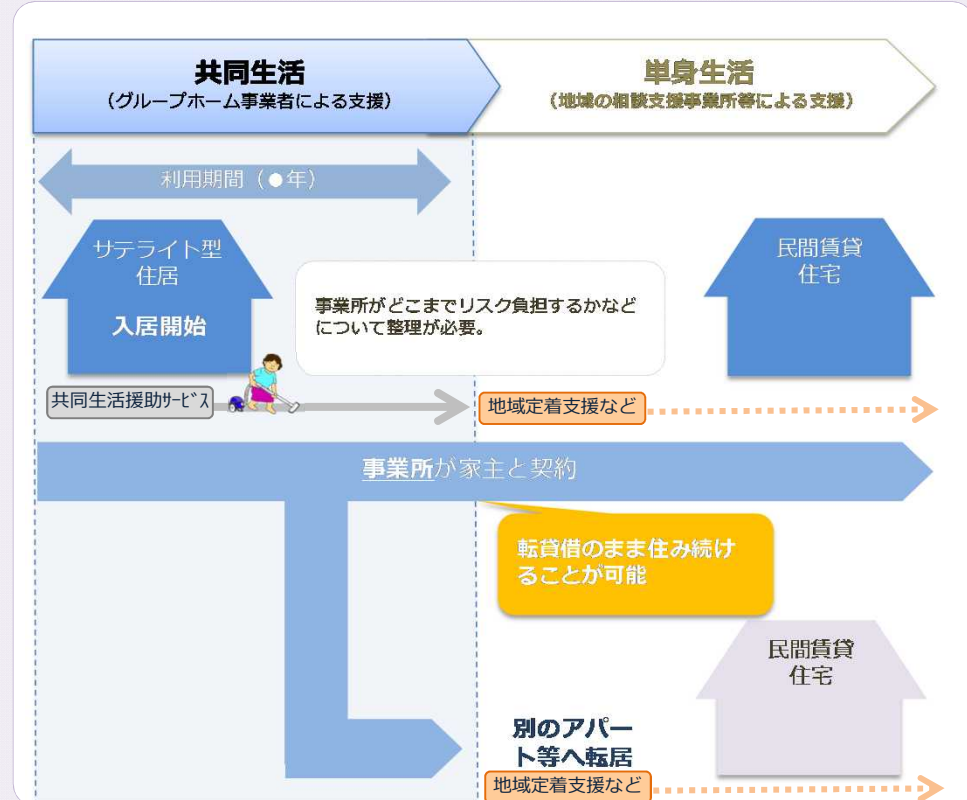 共同生活
(グループホーム事業者による支援)
単身生活
(地域の相談支援事業所等による支援)
利用期間（●年）
サテライト型
住居
入居開始
事業所がどこまでリスク負担するかなど
について整理が必要。
民間賃貸
住宅
共同生活援助ｻｰﾋﾞｽ
地域定着支援など
事業所が家主と契約
転貸借のまま住み続け
ることが可能
民間賃貸
住宅
別のアパー
ト等へ転居
地域定着支援など